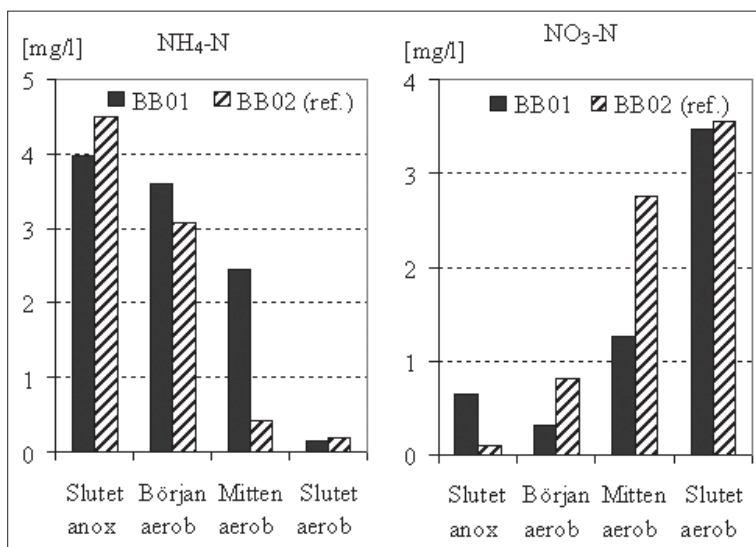 NH₄-N
[mg/l]
5
4
3
2
1
0
BB01 BB02 (ref.)
Slutet Början Mitten Slutet
anox aerob aerob aerob
NO₃-N
[mg/l]
4
3
2
1
0
BB01 BB02 (ref.)
Slutet Början Mitten Slutet
anox aerob aerob aerob